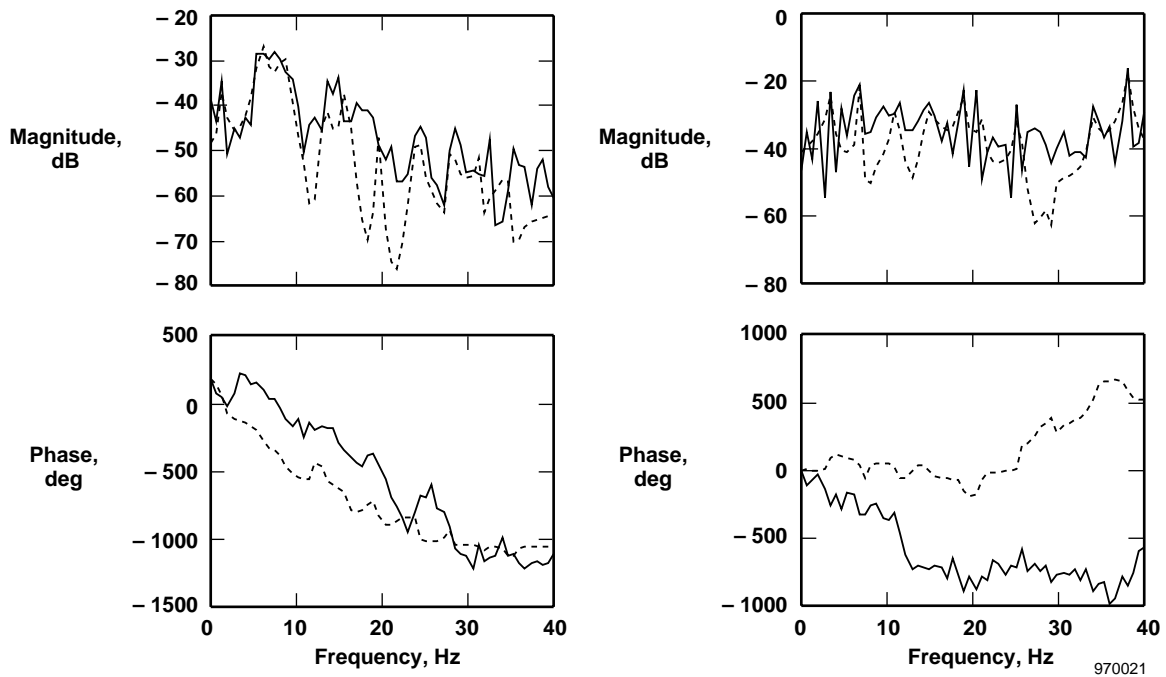 – 20
– 30
– 40
– 50
– 60
– 70
– 80
Magnitude,
dB
0
– 20
– 40
– 60
– 80
Magnitude,
dB
500
0
– 500
– 1000
– 1500
Phase,
deg
0 10 20 30 40
Frequency, Hz
1000
500
0
– 500
– 1000
Phase,
deg
0 10 20 30 40
Frequency, Hz
970021